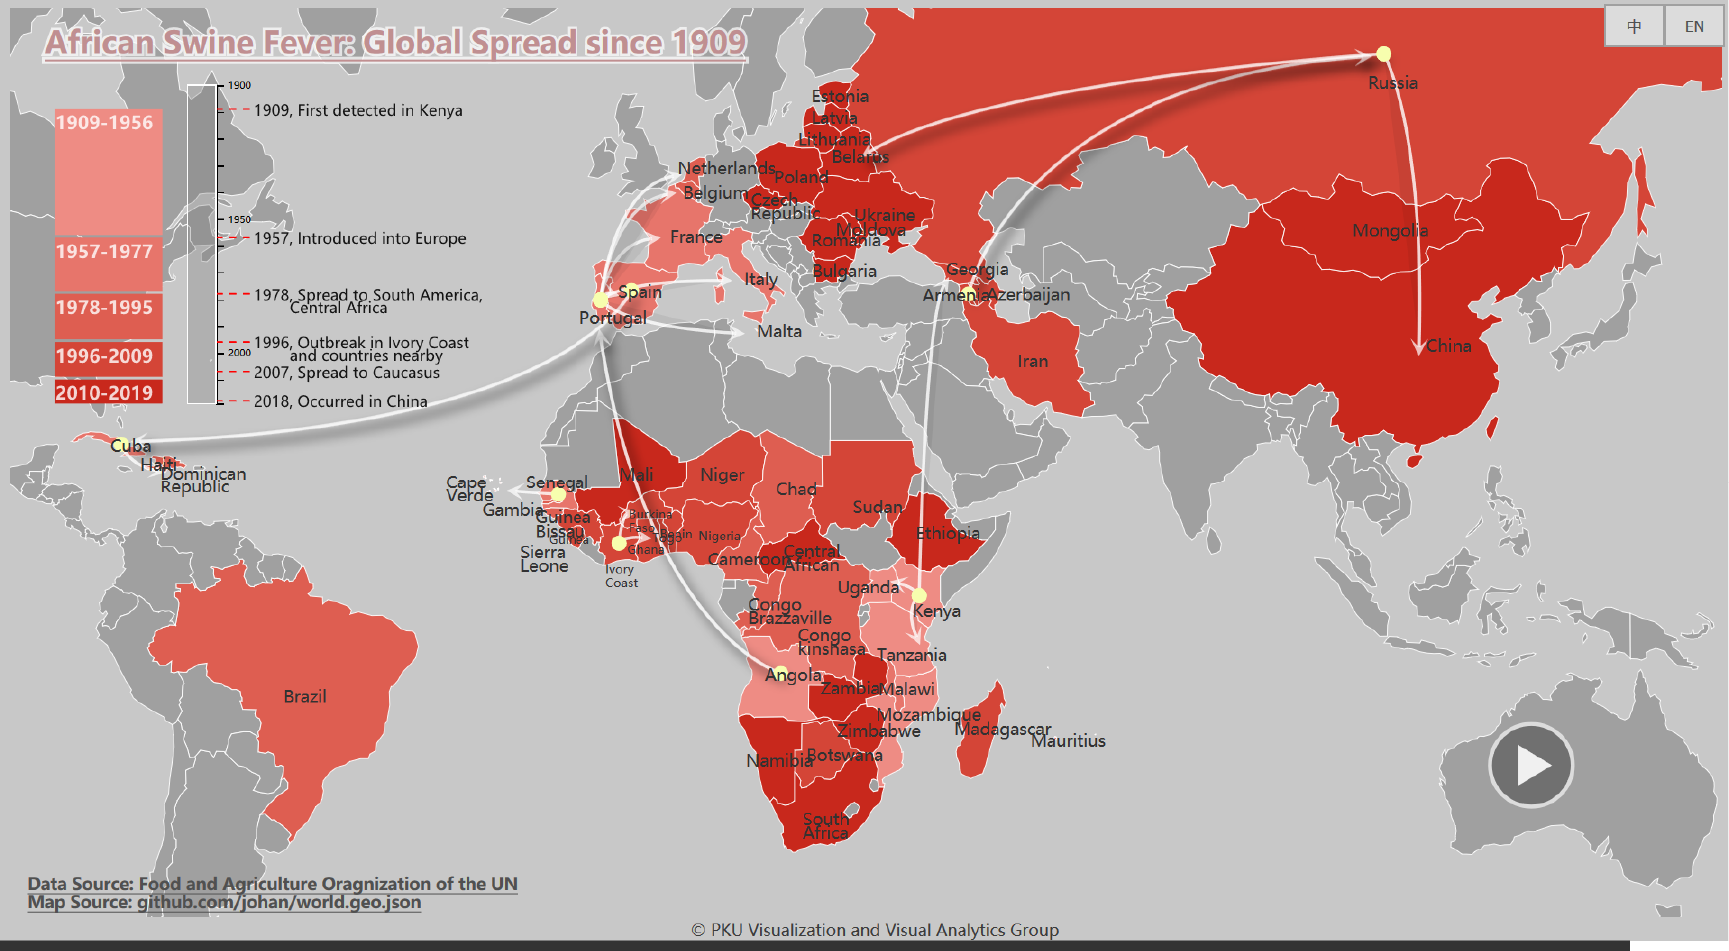 African Swine Fever: Global Spread since 1909
中
EN
1909-1956
1957-1977
1978-1995
1996-2009
2010-2019
1900
1950
2000
1909, First detected in Kenya
1957, Introduced into Europe
1978, Spread to South America,
Central Africa
1996, Outbreak in Ivory Coast
and countries nearby
2007, Spread to Caucasus
2018, Occurred in China
Russia
Estonia
Latvia
Lithuania
Belarus
Netherlands
Poland
Belgium
Czech
Republic
Ukraine
Moldova
Romania
France
Bulgaria
Italy
Spain
Portugal
Malta
Georgia
Armenia
Azerbaijan
Iran
Mongolia
China
Cuba
Haiti
Dominican
Republic
Cape
Verde
Senegal
Gambia
Guinea
Bissau
Guinea
Sierra
Leone
Mali
Niger
Chad
Sudan
Burkina
Faso
Ghana
Togo
Benin
Nigeria
Ivory
Coast
Ethiopia
Cameroon
Central
African
Uganda
Kenya
Congo
Brazzaville
Congo
kinshasa
Tanzania
Angola
Zambia
Malawi
Mozambique
Zimbabwe
Madagascar
Mauritius
Namibia
Botswana
South
Africa
Brazil
Data Source: Food and Agriculture Oragnization of the UN
Map Source: github.com/johan/world.geo.json
© PKU Visualization and Visual Analytics Group